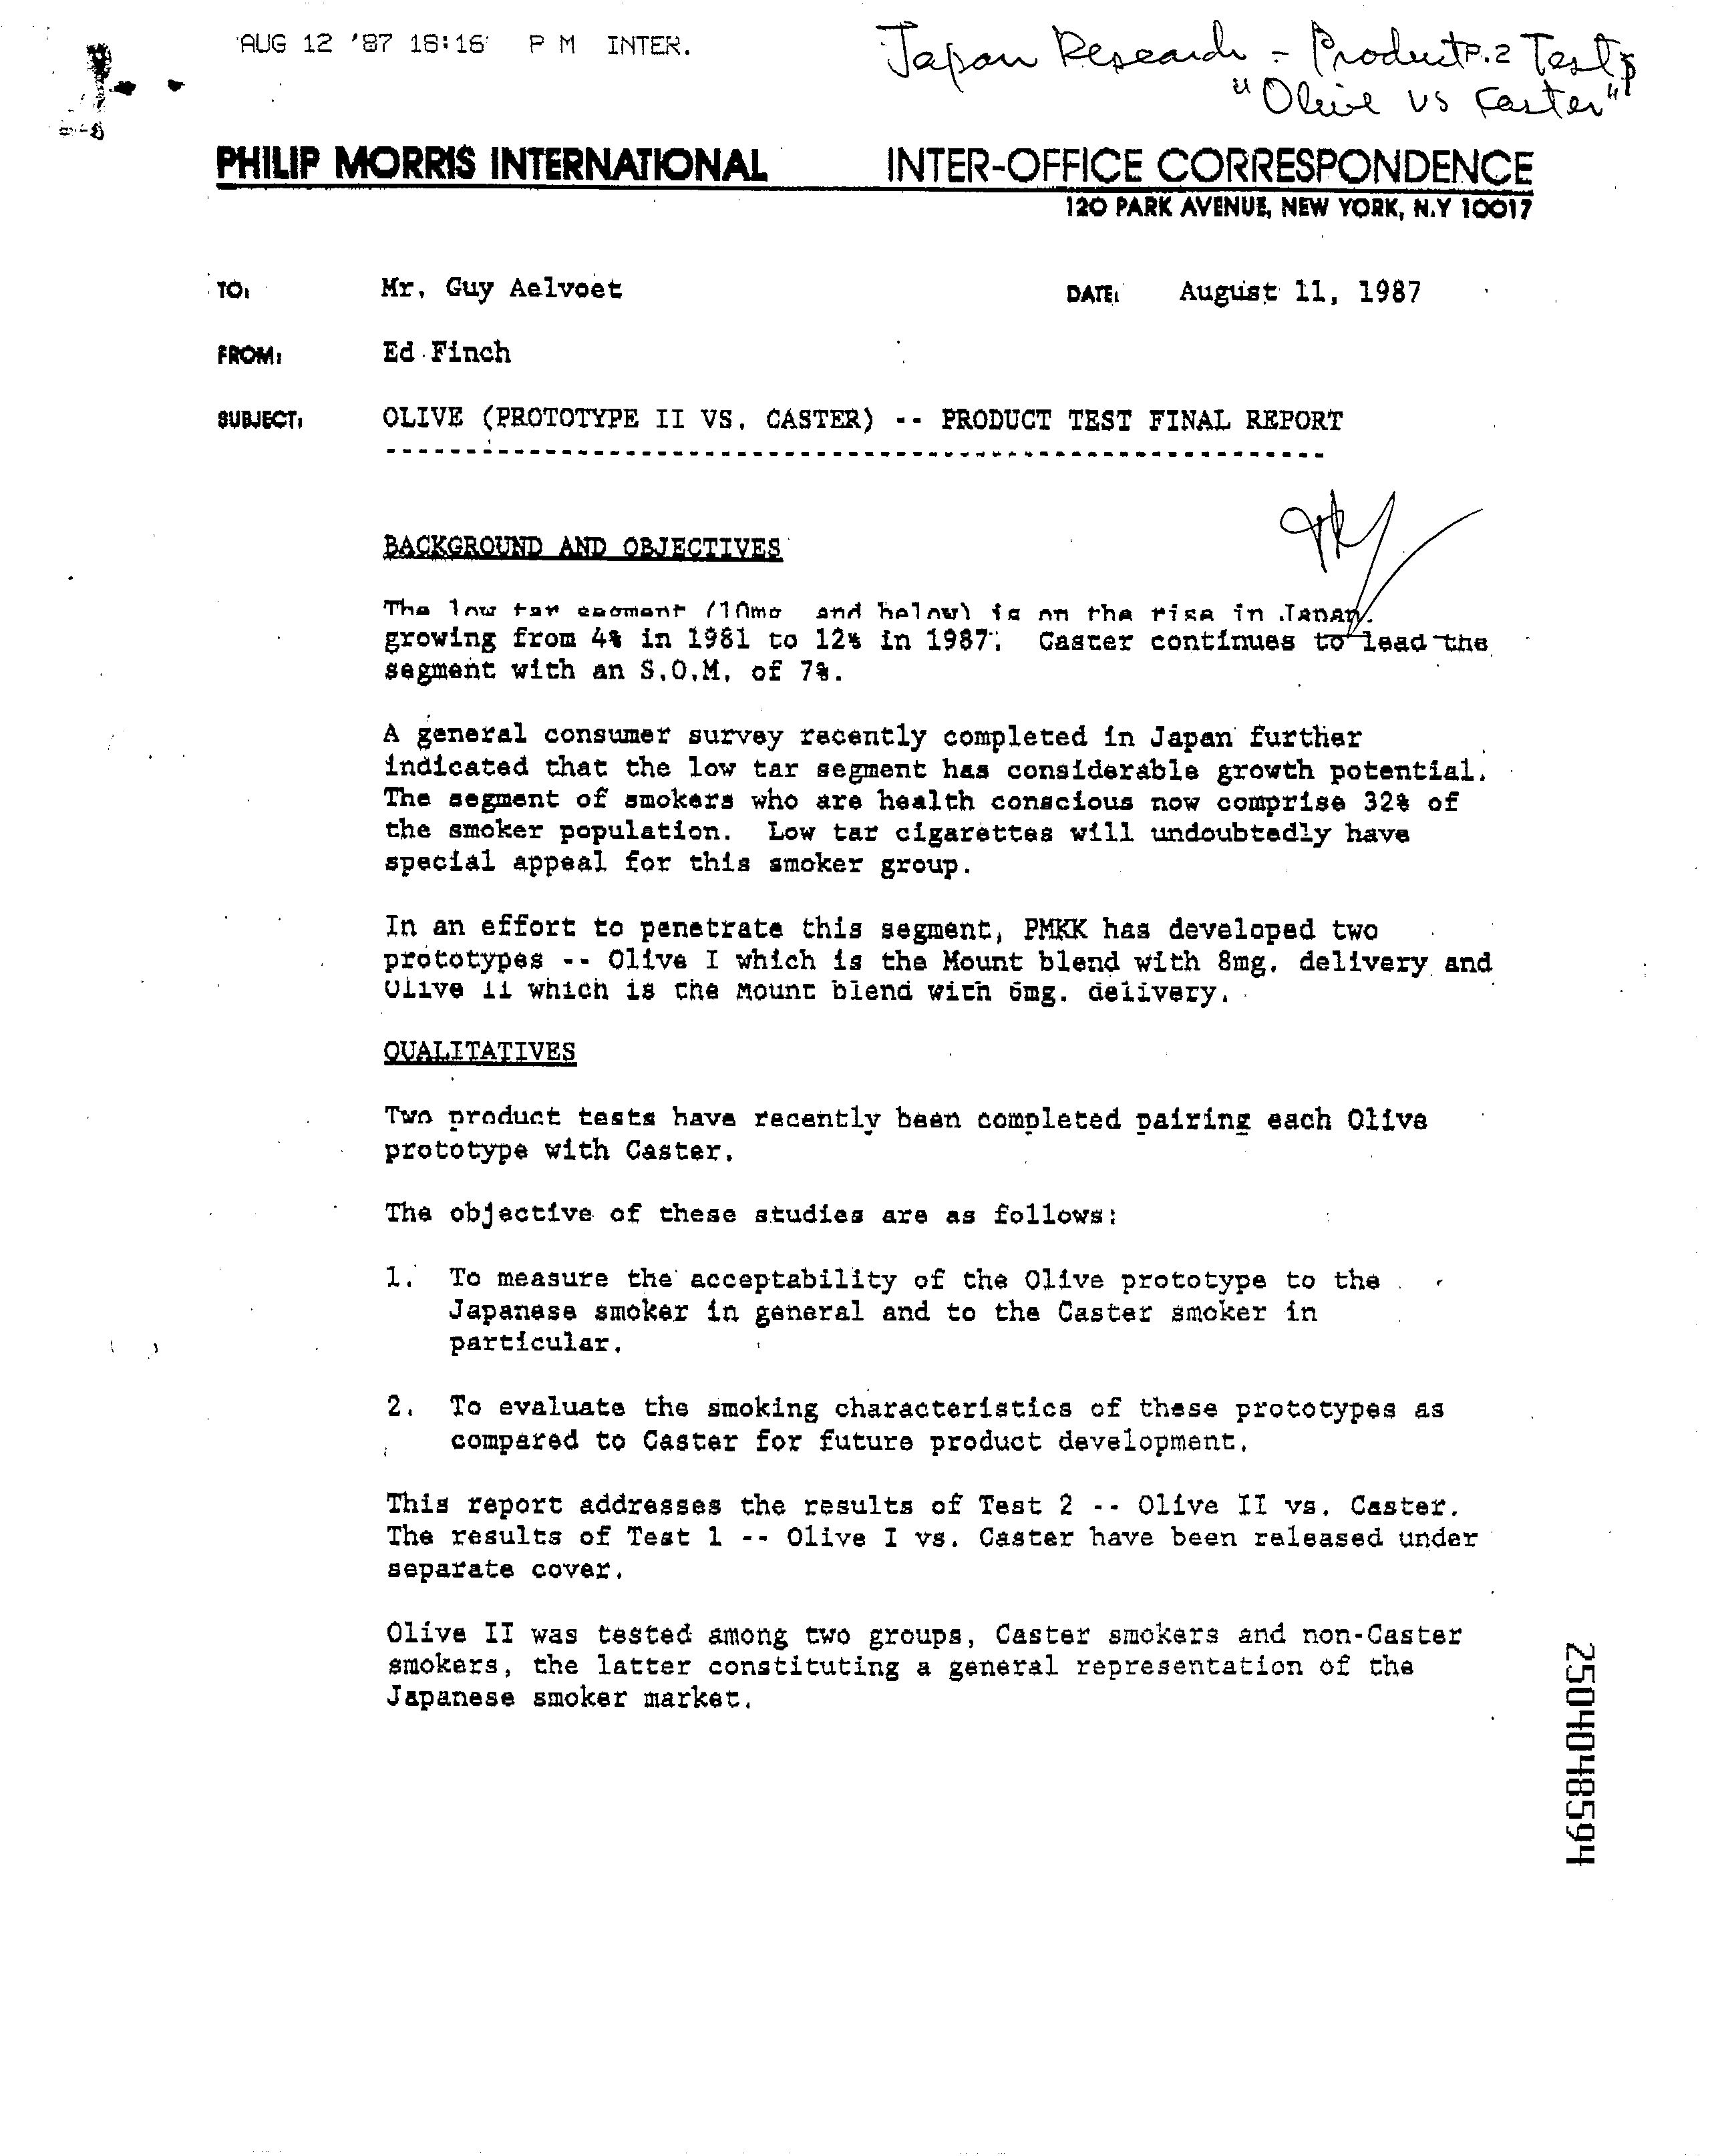 AUG 12 '87 16:16 P M INTER. P.2
Japan Research - Product Tests
"Olive vs Caster"
PHILIP MORRIS INTERNATIONAL INTER-OFFICE CORRESPONDENCE
120 PARK AVENUE, NEW YORK, N.Y 10017
TO: Mr. Guy Aelvoet DATE: August 11, 1987
FROM: Ed Finch
SUBJECT: OLIVE (PROTOTYPE II VS. CASTER) -- PRODUCT TEST FINAL REPORT
BACKGROUND AND OBJECTIVES
The low tar segment (10mg and below) is on the rise in Japan,
growing from 4% in 1981 to 12% in 1987. Caster continues to lead the
segment with an S.O.M. of 7%.
A general consumer survey recently completed in Japan further
indicated that the low tar segment has considerable growth potential.
The segment of smokers who are health conscious now comprise 32% of
the smoker population. Low tar cigarettes will undoubtedly have
special appeal for this smoker group.
In an effort to penetrate this segment, PMKK has developed two
prototypes -- Olive I which is the Mount blend with 8mg. delivery and
Olive II which is the Mount blend with 6mg. delivery.
QUALITATIVES
Two product tests have recently been completed pairing each Olive
prototype with Caster.
The objective of these studies are as follows:
1. To measure the acceptability of the Olive prototype to the
Japanese smoker in general and to the Caster smoker in
particular.
2. To evaluate the smoking characteristics of these prototypes as
compared to Caster for future product development.
This report addresses the results of Test 2 -- Olive II vs. Caster.
The results of Test 1 -- Olive I vs. Caster have been released under
separate cover.
Olive II was tested among two groups, Caster smokers and non-Caster
smokers, the latter constituting a general representation of the
Japanese smoker market.
2504048594